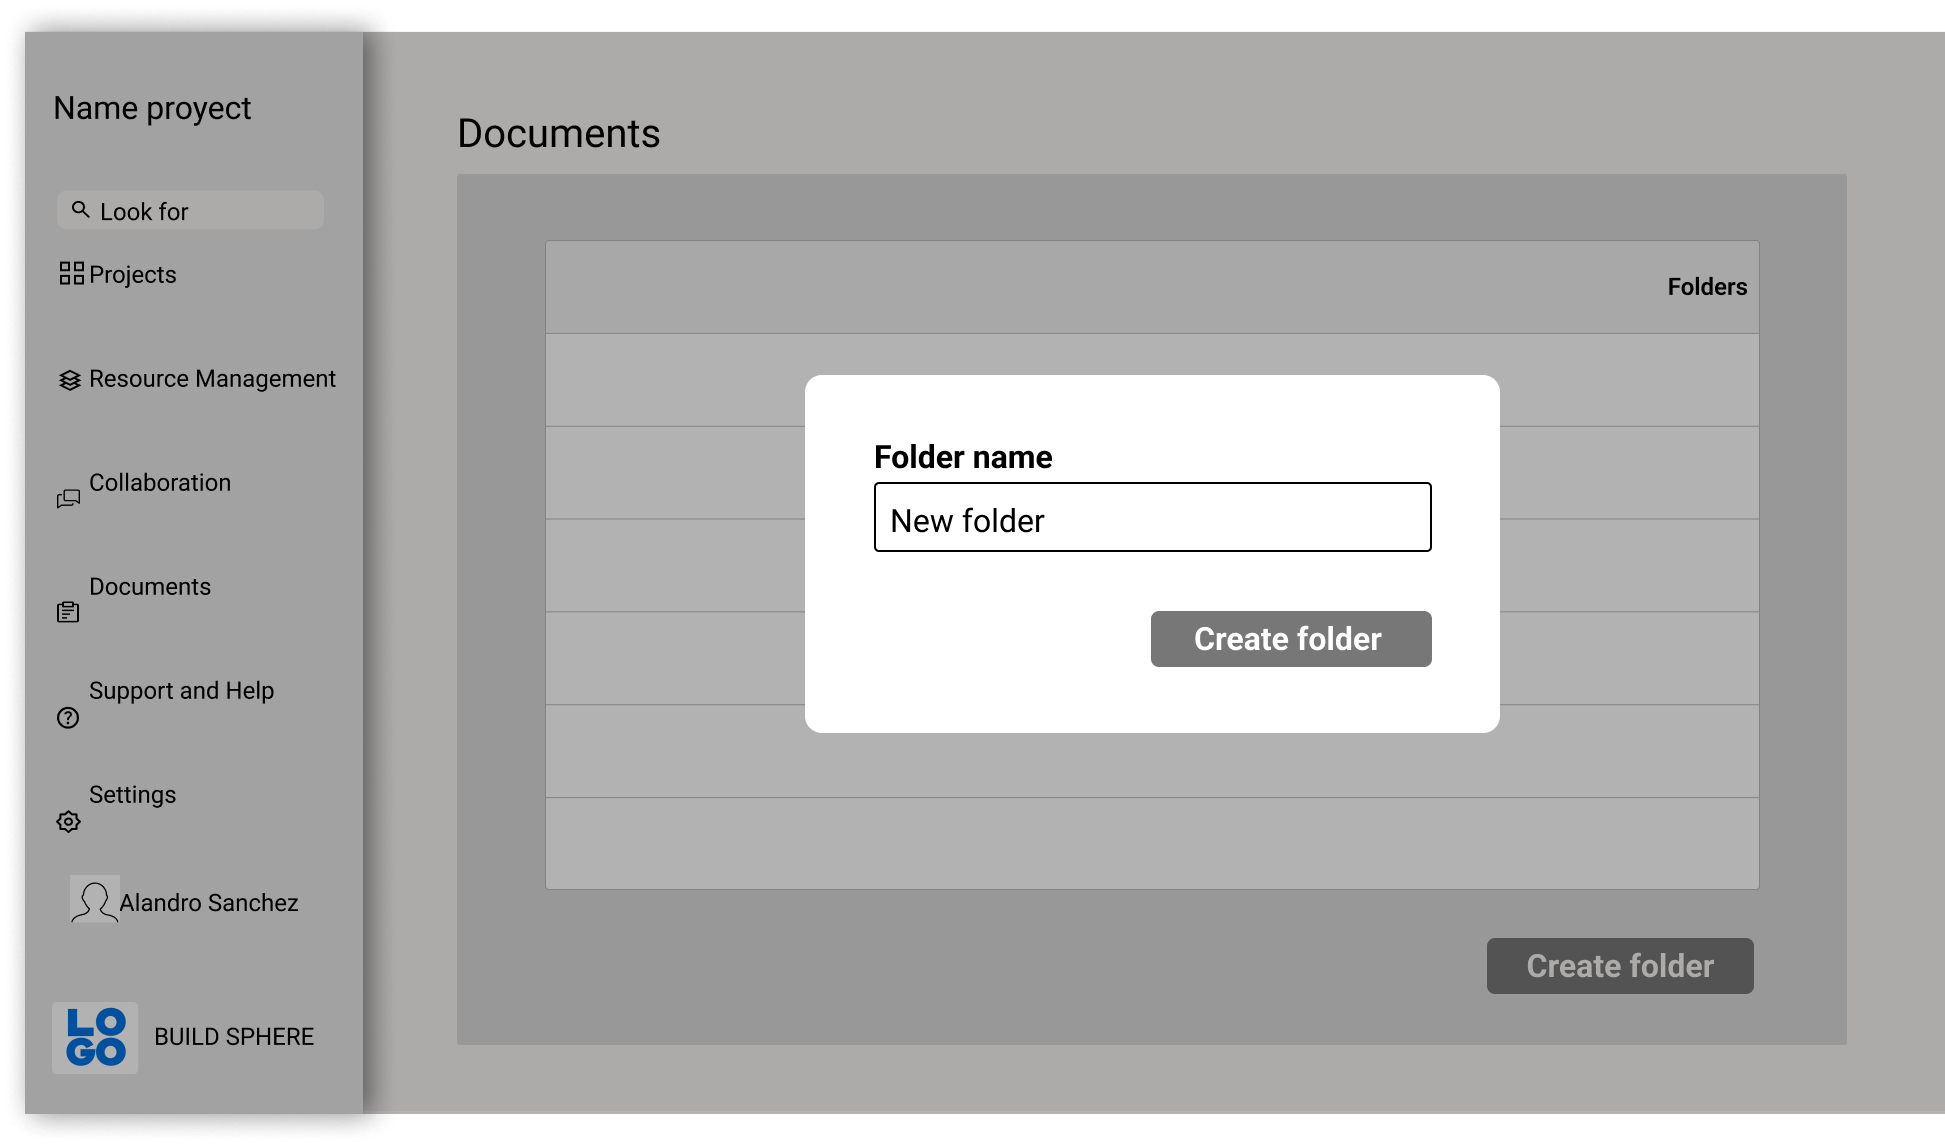 Name proyect
Look for
Projects
Resource Management
Collaboration
Documents
Support and Help
Settings
Alandro Sanchez
LO
GO
BUILD SPHERE
Documents
Folders
Folder name
New folder
Create folder
Create folder